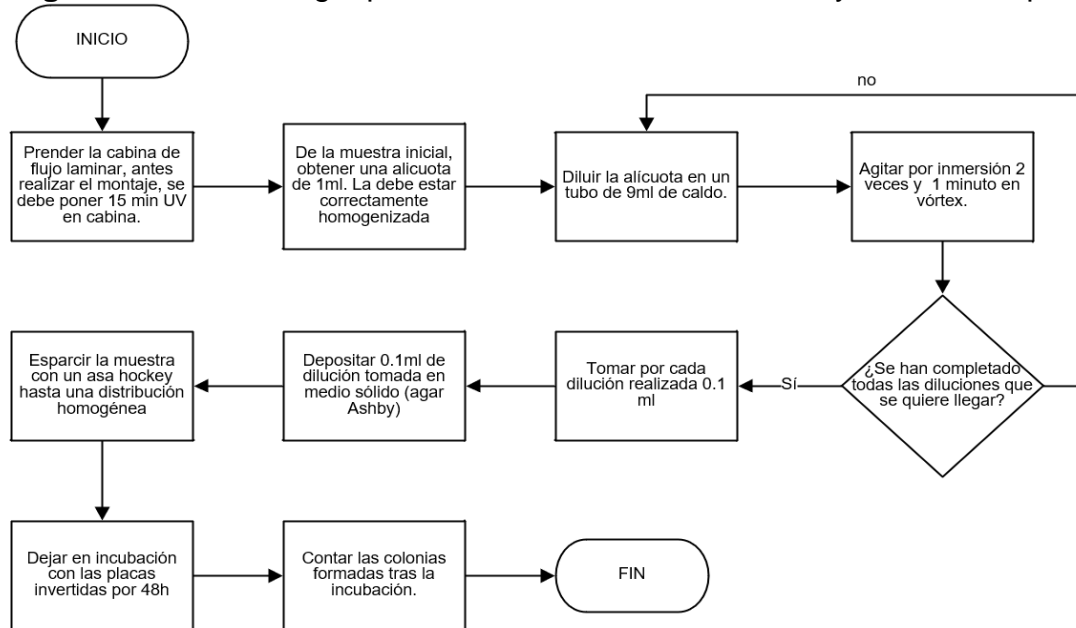 INICIO
no
Prender la cabina de
flujo laminar, antes
realizar el montaje, se
debe poner 15 min UV
en cabina.
De la muestra inicial,
obtener una alicuota
de 1ml. La debe estar
correctamente
homogenizada
Diluir la alícuota en un
tubo de 9ml de caldo.
Agitar por inmersión 2
veces y 1 minuto en
vórtex.
¿Se han completado
todas las diluciones que
se quiere llegar?
Sí
Tomar por cada
dilución realizada 0.1
ml
Depositar 0.1ml de
dilución tomada en
medio sólido (agar
Ashby)
Esparcir la muestra
con un asa hockey
hasta una distribución
homogénea
Dejar en incubación
con las placas
invertidas por 48h
Contar las colonias
formadas tras la
incubación.
FIN